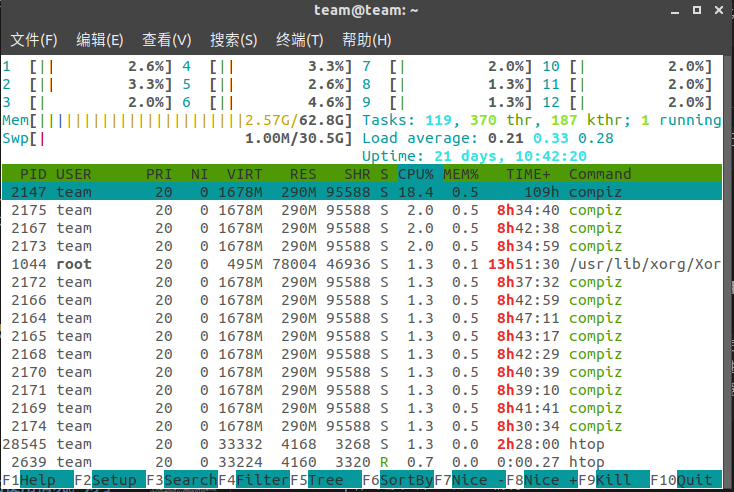 team@team: ~
文件(F) 编辑(E) 查看(V) 搜索(S) 终端(T) 帮助(H)
1 [|| 2.6%] 4 [|| 3.3%] 7 [| 2.0%] 10 [| 2.0%]
2 [|| 3.3%] 5 [|| 2.6%] 8 [| 1.3%] 11 [| 2.0%]
3 [| 2.0%] 6 [|| 4.6%] 9 [| 1.3%] 12 [| 2.0%]
Mem[||||||||||||||||||||||2.57G/62.8G] Tasks: 119, 370 thr, 187 kthr; 1 running
Swp[| 1.00M/30.5G] Load average: 0.21 0.33 0.28
Uptime: 21 days, 10:42:20
PID USER PRI NI VIRT RES SHR S CPU% MEM% TIME+ Command
2147 team 20 0 1678M 290M 95588 S 18.4 0.5 109h compiz
2175 team 20 0 1678M 290M 95588 S 2.0 0.5 8h34:40 compiz
2167 team 20 0 1678M 290M 95588 S 2.0 0.5 8h42:38 compiz
2173 team 20 0 1678M 290M 95588 S 2.0 0.5 8h34:59 compiz
1044 root 20 0 495M 78004 46936 S 1.3 0.1 13h51:30 /usr/lib/xorg/Xor
2172 team 20 0 1678M 290M 95588 S 1.3 0.5 8h37:32 compiz
2166 team 20 0 1678M 290M 95588 S 1.3 0.5 8h42:59 compiz
2164 team 20 0 1678M 290M 95588 S 1.3 0.5 8h47:11 compiz
2165 team 20 0 1678M 290M 95588 S 1.3 0.5 8h43:17 compiz
2168 team 20 0 1678M 290M 95588 S 1.3 0.5 8h42:29 compiz
2170 team 20 0 1678M 290M 95588 S 1.3 0.5 8h40:39 compiz
2171 team 20 0 1678M 290M 95588 S 1.3 0.5 8h39:10 compiz
2169 team 20 0 1678M 290M 95588 S 1.3 0.5 8h41:41 compiz
2174 team 20 0 1678M 290M 95588 S 1.3 0.5 8h30:34 compiz
28545 team 20 0 33332 4168 3268 S 1.3 0.0 2h28:00 htop
2639 team 20 0 33224 4160 3320 R 0.7 0.0 0:00.27 htop
F1Help F2Setup F3SearchF4FilterF5Tree F6SortByF7Nice -F8Nice +F9Kill F10Quit